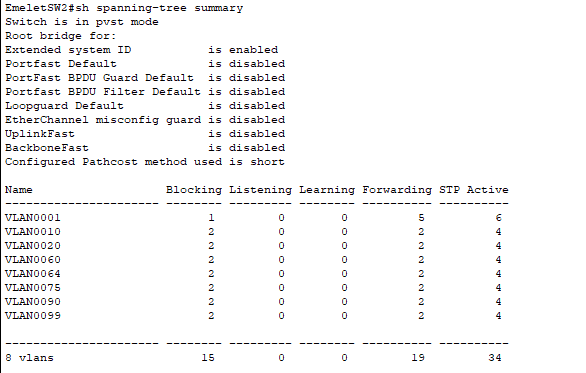 EmeletSW2#sh spanning-tree summary
Switch is in pvst mode
Root bridge for:
Extended system ID           is enabled
Portfast Default             is disabled
PortFast BPDU Guard Default  is disabled
Portfast BPDU Filter Default is disabled
Loopguard Default            is disabled
EtherChannel misconfig guard is disabled
UplinkFast                   is disabled
BackboneFast                 is disabled
Configured Pathcost method used is short

Name                   Blocking Listening Learning Forwarding STP Active
---------------------- -------- --------- -------- ---------- ----------
VLAN0001                     1         0        0          5          6
VLAN0010                     2         0        0          2          4
VLAN0020                     2         0        0          2          4
VLAN0060                     2         0        0          2          4
VLAN0064                     2         0        0          2          4
VLAN0075                     2         0        0          2          4
VLAN0090                     2         0        0          2          4
VLAN0099                     2         0        0          2          4

---------------------- -------- --------- -------- ---------- ----------
8 vlans                     15         0        0         19         34